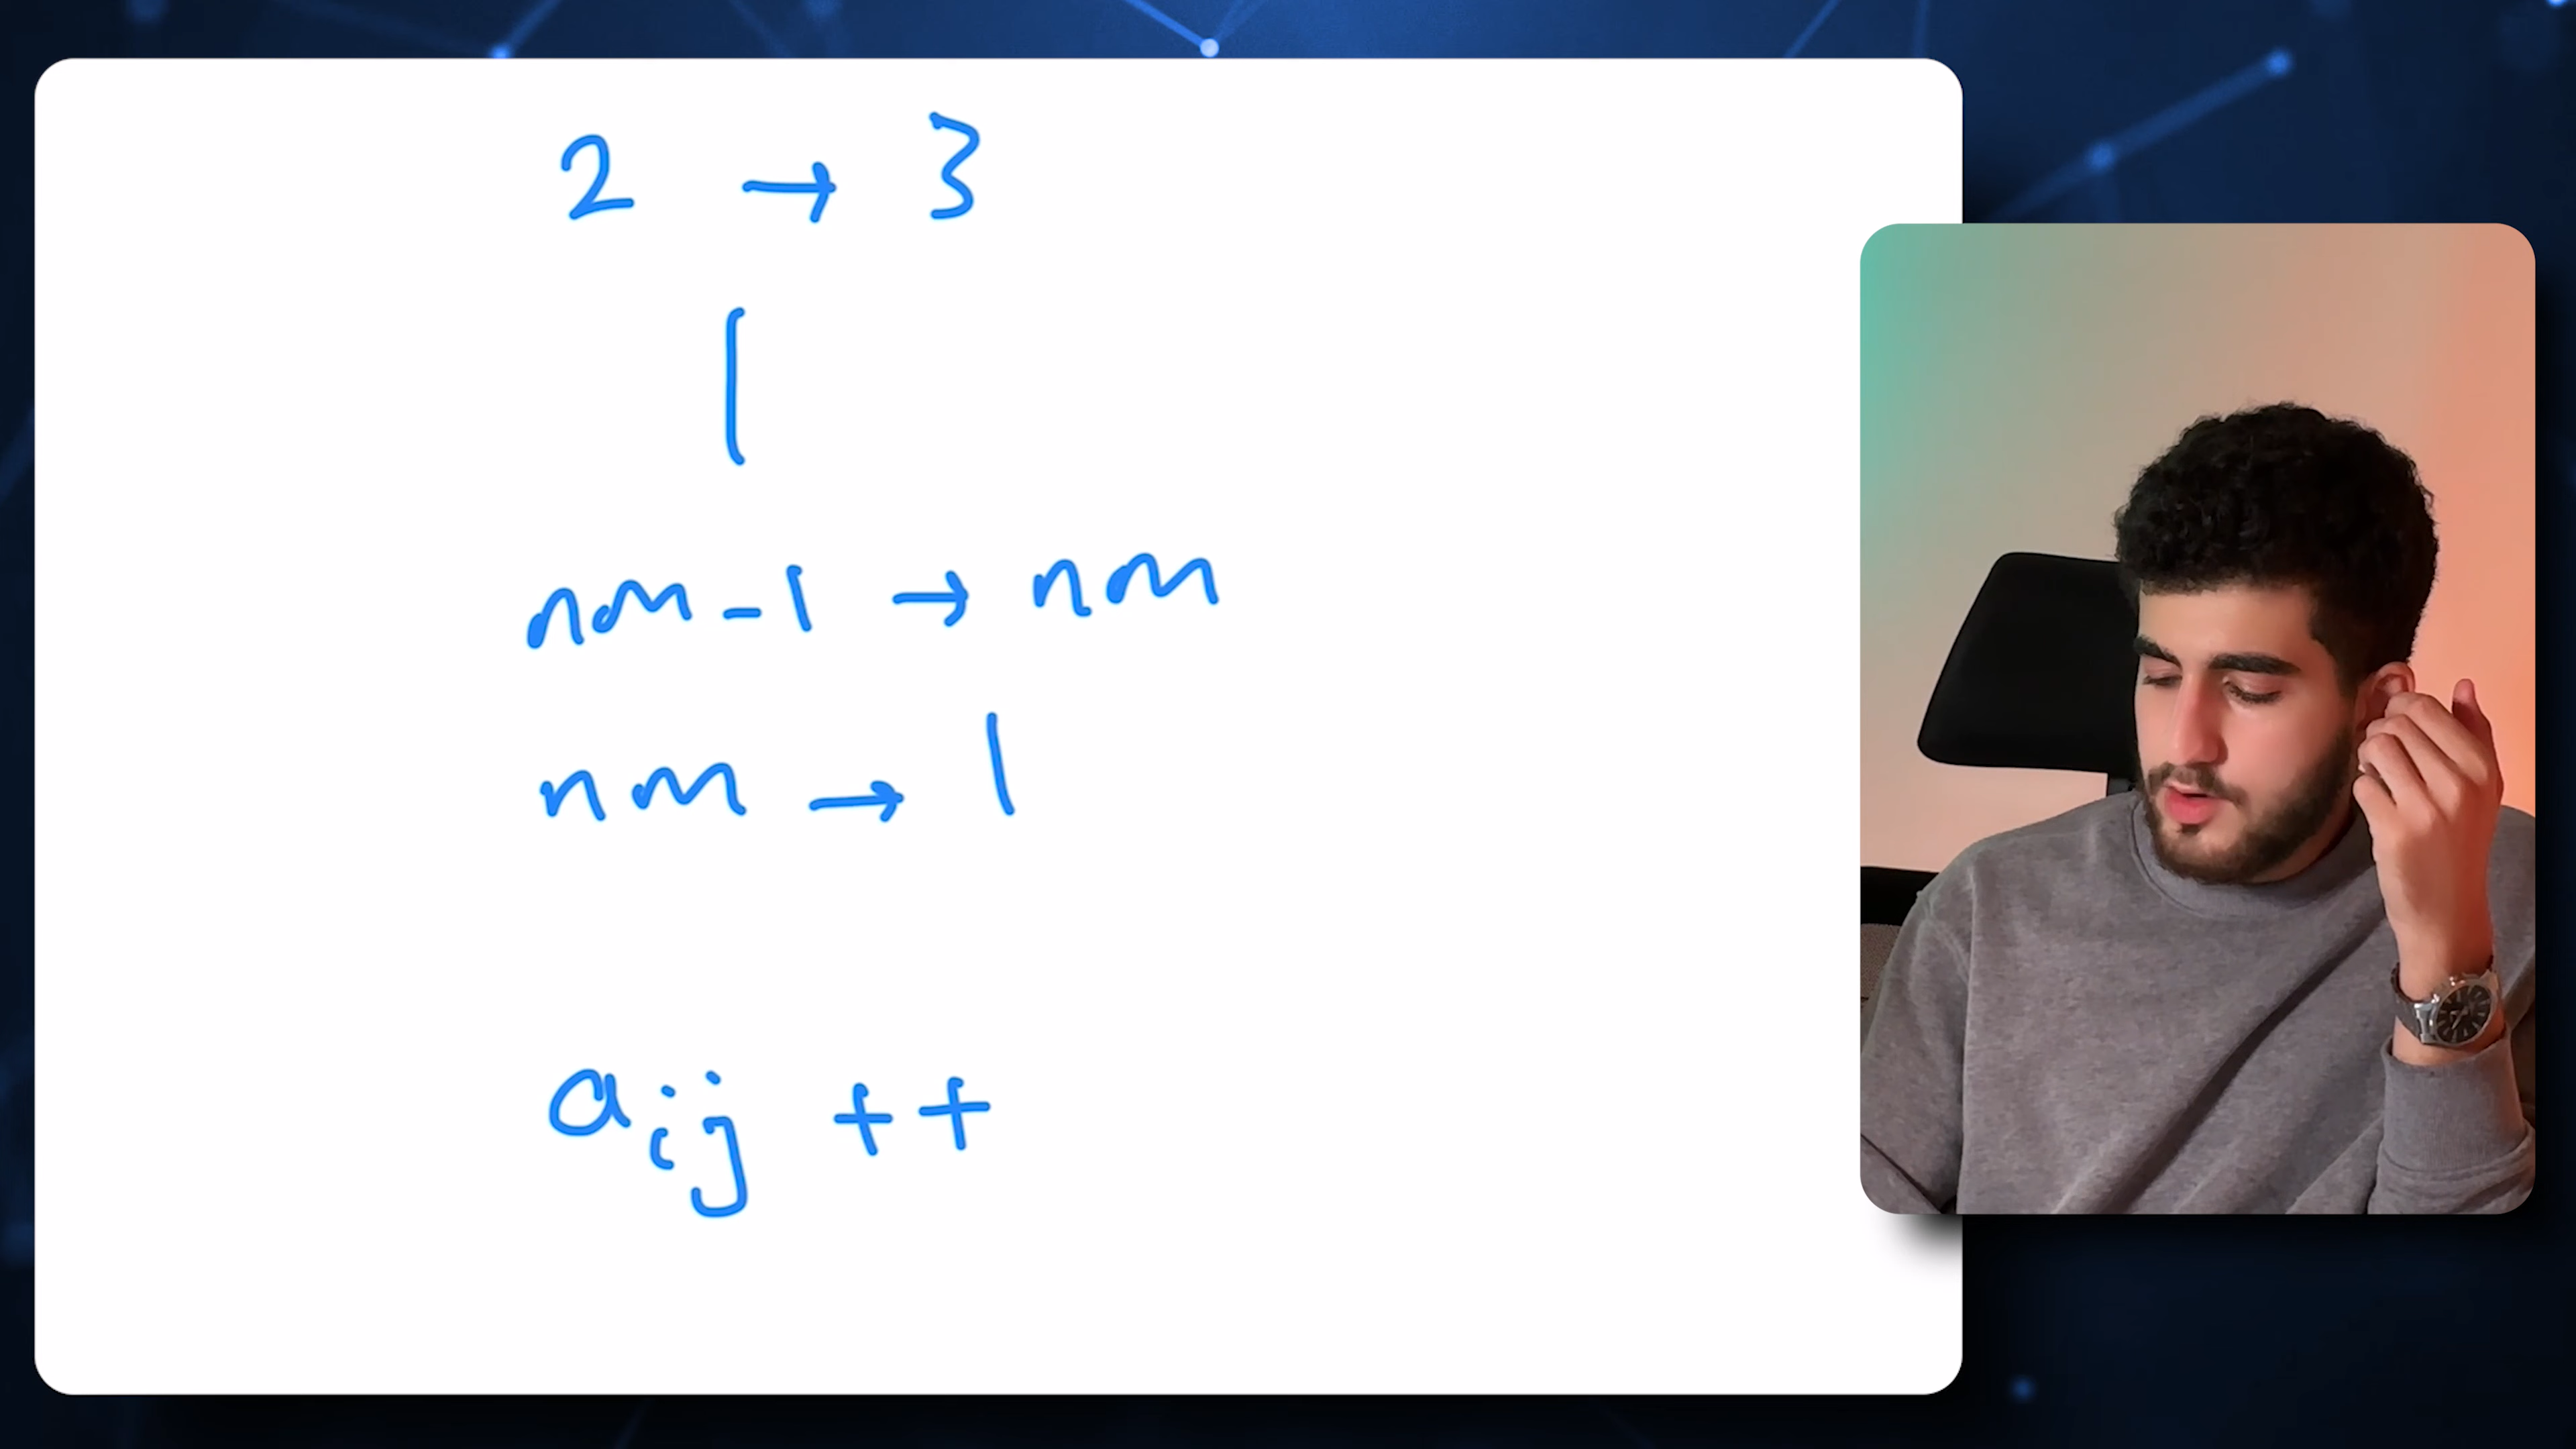 2 → 3
|
nm - 1 → nm
nm → 1
aij ++